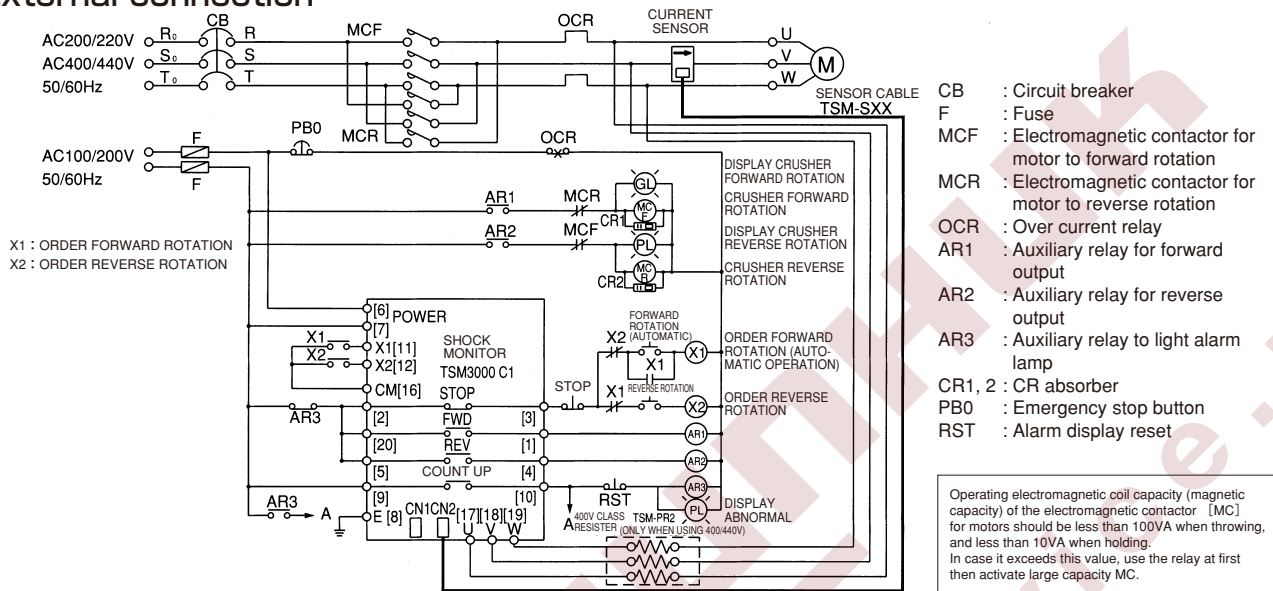 External connection
CB
OCR
CURRENT
SENSOR
AC200/220V
R₀
R
MCF
U
AC400/440V
S₀
S
V
M
50/60Hz
T₀
T
W
SENSOR CABLE
TSM-SXX
MCR
F
PB0
OCR
AC100/200V
50/60Hz
F
DISPLAY CRUSHER
FORWARD ROTATION
GL
AR1
MCR
MC
F
CR1
CRUSHER FORWARD
ROTATION
AR2
MCF
PL
DISPLAY CRUSHER
REVERSE ROTATION
MC
R
CR2
CRUSHER REVERSE
ROTATION
X1 : ORDER FORWARD ROTATION
X2 : ORDER REVERSE ROTATION
[6] POWER
[7]
X1
X1[11]
X2
X2[12]
CM[16]
SHOCK
MONITOR
TSM3000 C1
FORWARD
ROTATION
(AUTOMATIC)
X2
X1
X1
ORDER FORWARD
ROTATION (AUTO-
MATIC OPERATION)
STOP
STOP
REVERSE ROTATION
X1
X2
ORDER REVERSE
ROTATION
AR3
[2]
FWD
[3]
AR1
[20]
REV
[1]
AR2
[5]
COUNT UP
[4]
AR3
[9]
[10]
RST
PL
DISPLAY
ABNORMAL
AR3
A
E [8]
CN1CN2
[17][18][19]
U
V
W
A
400V CLASS
RESISTER
TSM-PR2
(ONLY WHEN USING 400/440V)
CB : Circuit breaker
F : Fuse
MCF : Electromagnetic contactor for
motor to forward rotation
MCR : Electromagnetic contactor for
motor to reverse rotation
OCR : Over current relay
AR1 : Auxiliary relay for forward
output
AR2 : Auxiliary relay for reverse
output
AR3 : Auxiliary relay to light alarm
lamp
CR1, 2 : CR absorber
PB0 : Emergency stop button
RST : Alarm display reset
Operating electromagnetic coil capacity (magnetic
capacity) of the electromagnetic contactor [MC]
for motors should be less than 100VA when throwing,
and less than 10VA when holding.
In case it exceeds this value, use the relay at first
then activate large capacity MC.